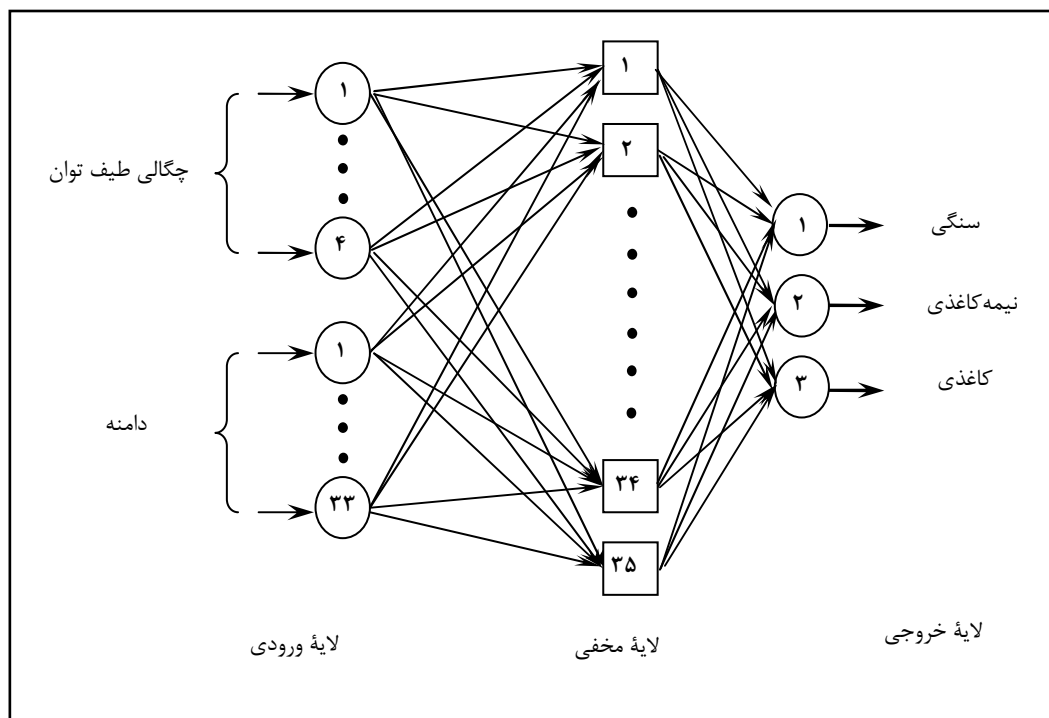 چگالی طیف توان
دامنه
۱
۴
۱
۳۳
۱
۲
۳۴
۳۵
۱
۲
۳
سنگی
نیمه‌کاغذی
کاغذی
لایهٔ ورودی
لایهٔ مخفی
لایهٔ خروجی